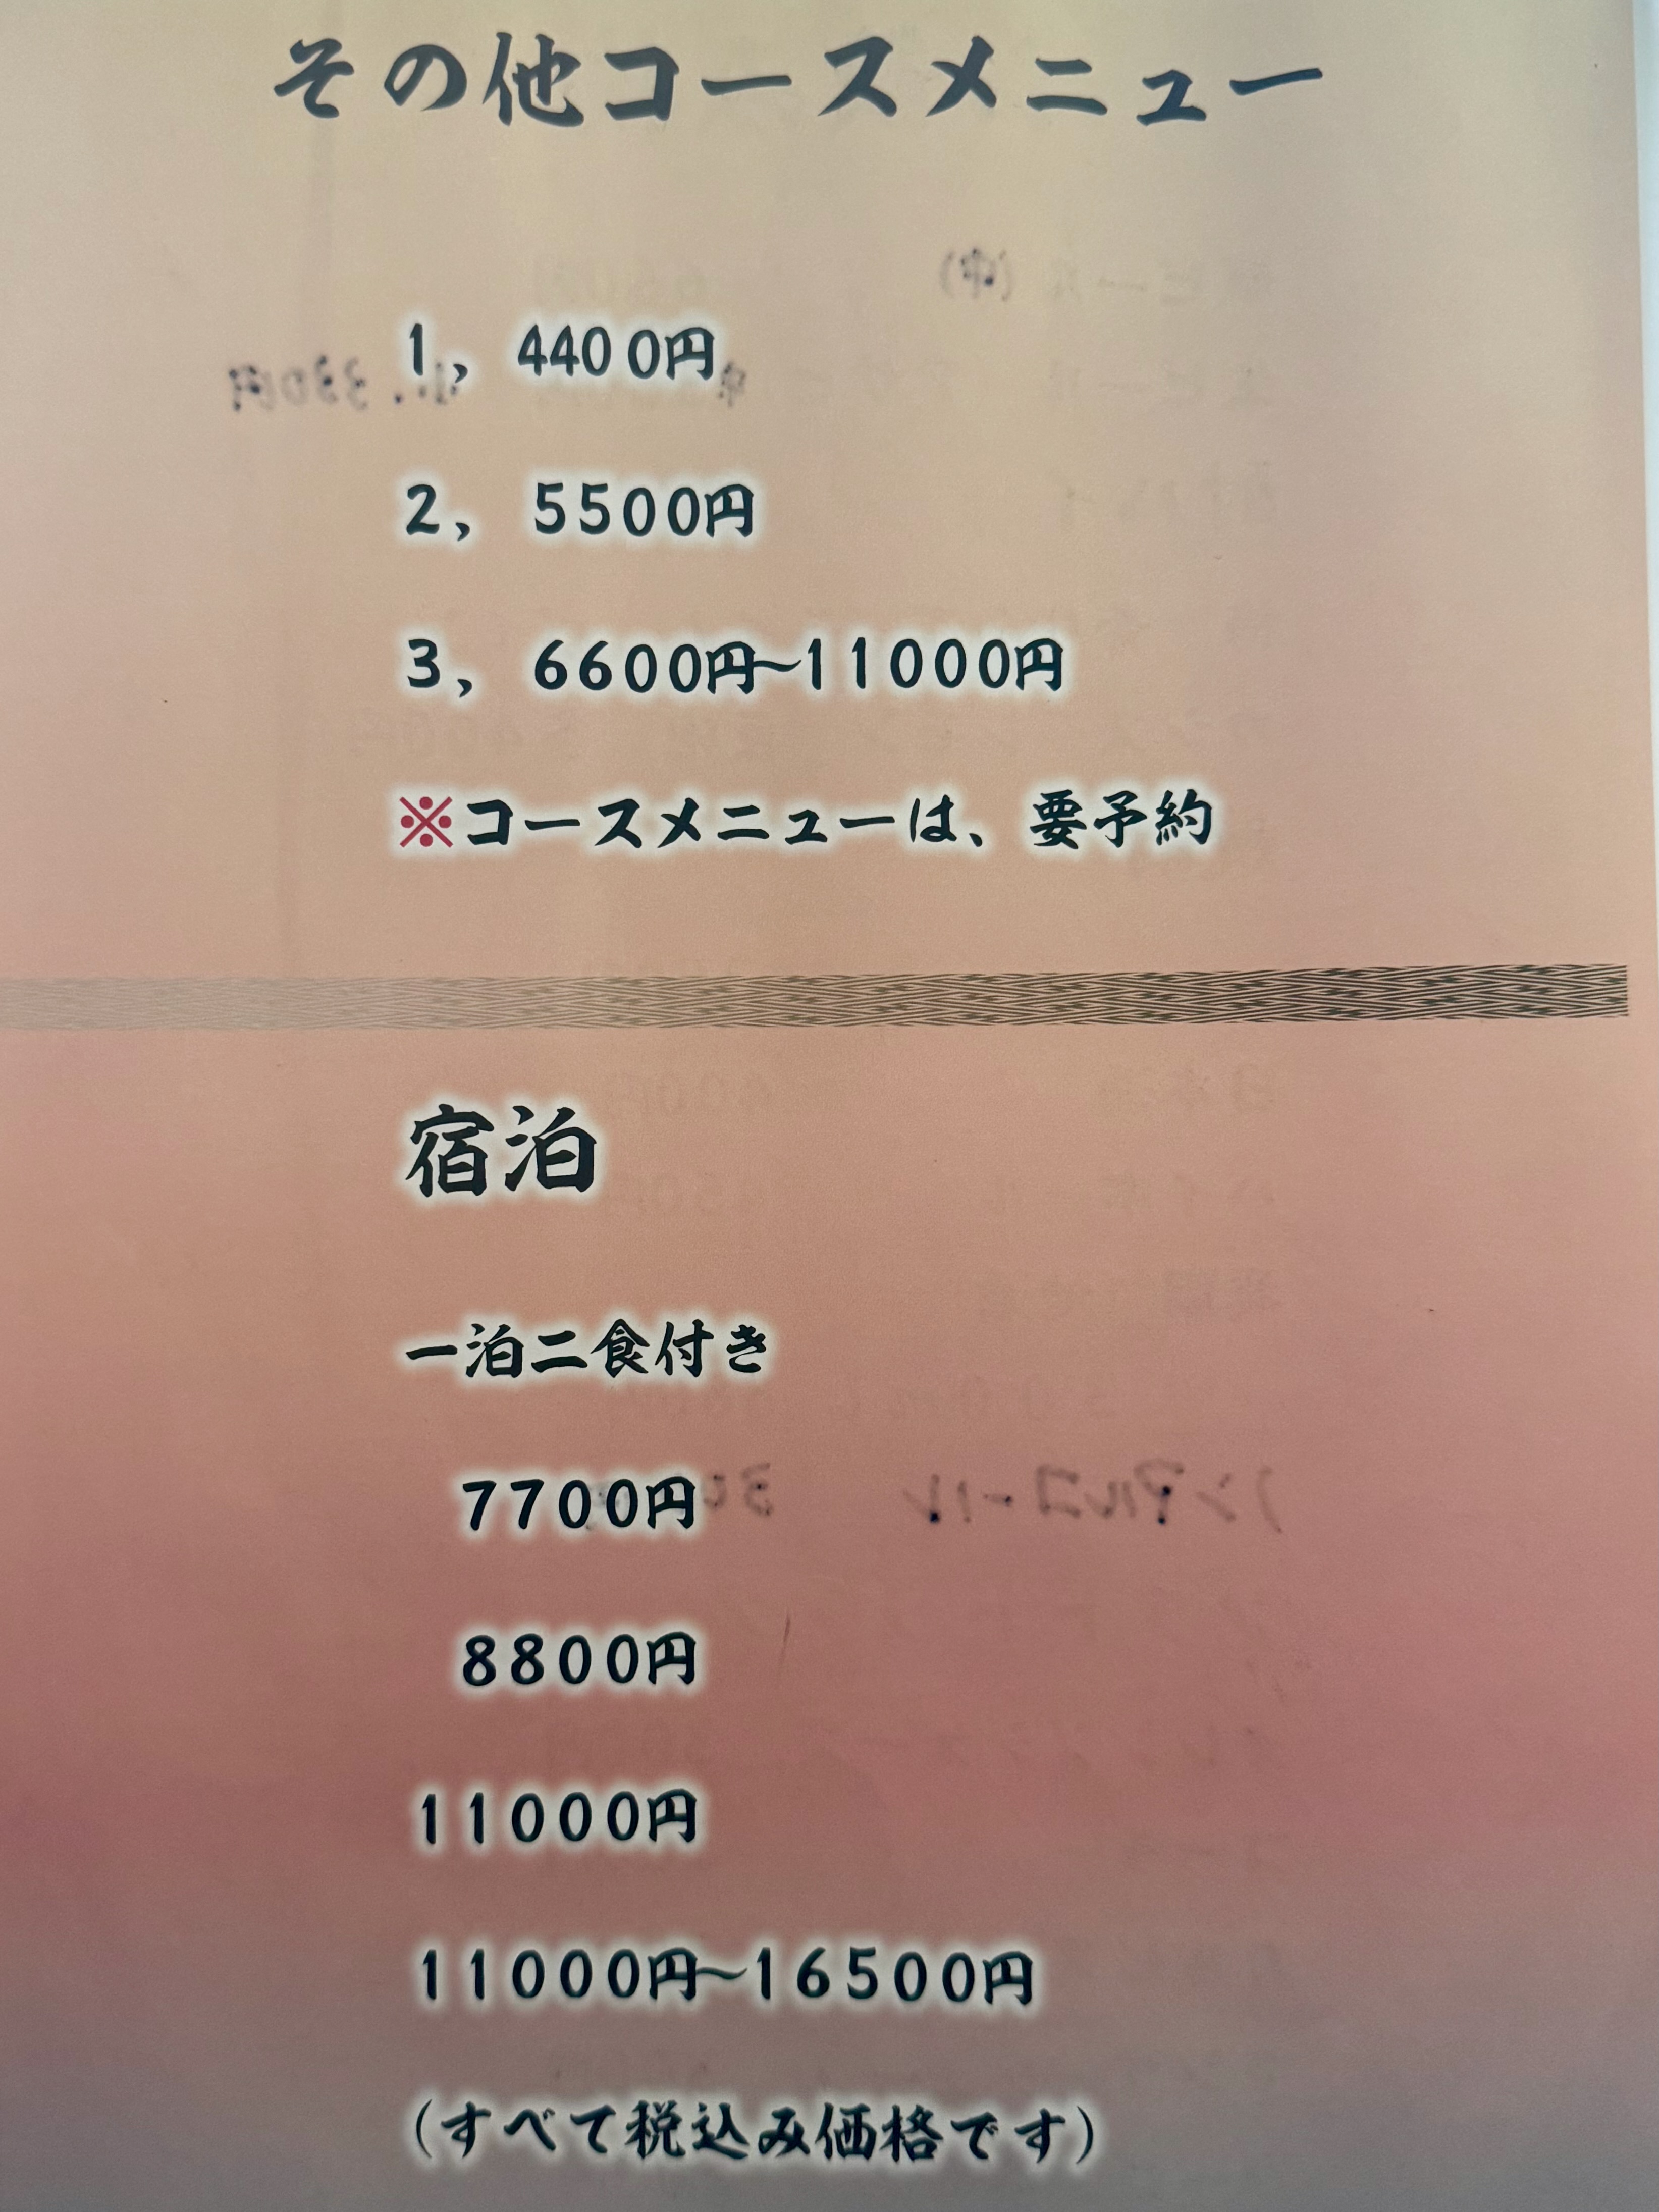 その他コースメニュー
1, 4400円
2, 5500円
3, 6600円~11000円
※コースメニューは、要予約
宿泊
一泊二食付き
7700円
8800円
11000円
11000円~16500円
(すべて税込み価格です)